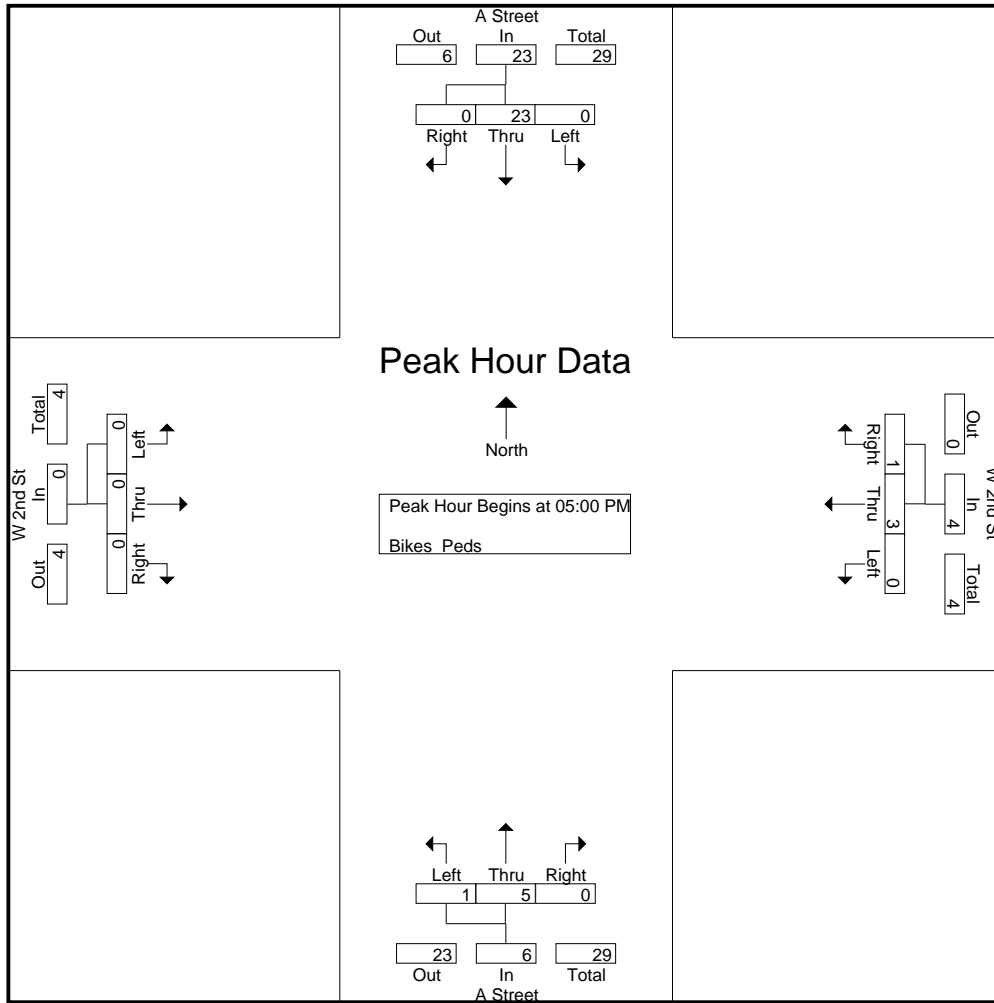 A Street
Out In Total
6 23 29
0 23 0
Right Thru Left
Peak Hour Data
North
Peak Hour Begins at 05:00 PM
Bikes Peds
W 2nd St
Out In Total
4 0 4
Left Thru Right
0 0 0
W 2nd St
Out In Total
0 4 4
Right Thru Left
1 3 0
Left Thru Right
1 5 0
23 6 29
Out In Total
A Street